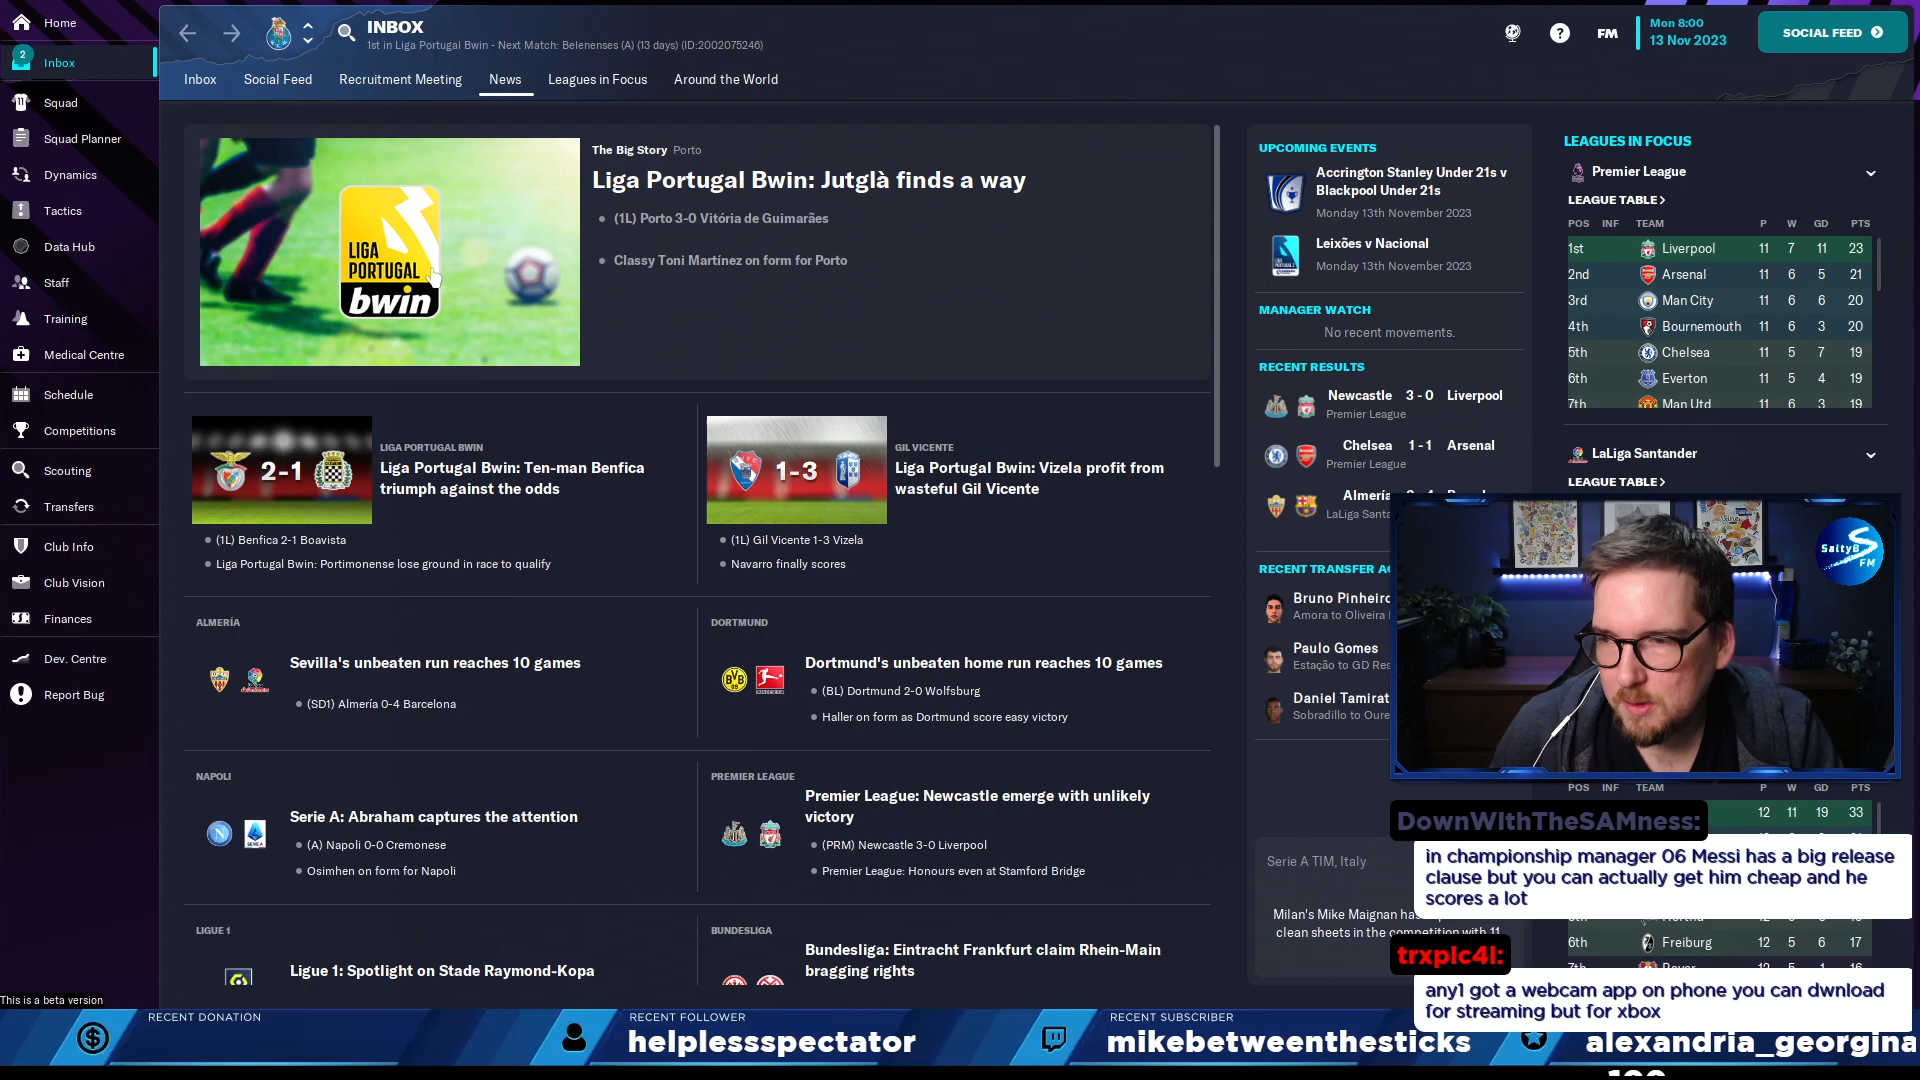 Home
2
Inbox
Squad
Squad Planner
Dynamics
Tactics
Data Hub
Staff
Training
Medical Centre
Schedule
Competitions
Scouting
Transfers
Club Info
Club Vision
Finances
Dev. Centre
Report Bug
This is a beta version
INBOX
1st in Liga Portugal Bwin - Next Match: Belenenses (A) (13 days) (ID:2002075246)
FM
Mon 8:00
13 Nov 2023
SOCIAL FEED
Inbox
Social Feed
Recruitment Meeting
News
Leagues in Focus
Around the World
LIGA
PORTUGAL
bwin
The Big Story Porto
Liga Portugal Bwin: Jutglà finds a way
(1L) Porto 3-0 Vitória de Guimarães
Classy Toni Martínez on form for Porto
2-1
LIGA PORTUGAL BWIN
Liga Portugal Bwin: Ten-man Benfica
triumph against the odds
(1L) Benfica 2-1 Boavista
Liga Portugal Bwin: Portimonense lose ground in race to qualify
1-3
GIL VICENTE
Liga Portugal Bwin: Vizela profit from
wasteful Gil Vicente
(1L) Gil Vicente 1-3 Vizela
Navarro finally scores
ALMERÍA
Sevilla's unbeaten run reaches 10 games
(SD1) Almería 0-4 Barcelona
DORTMUND
Dortmund's unbeaten home run reaches 10 games
(BL) Dortmund 2-0 Wolfsburg
Haller on form as Dortmund score easy victory
NAPOLI
Serie A: Abraham captures the attention
(A) Napoli 0-0 Cremonese
Osimhen on form for Napoli
PREMIER LEAGUE
Premier League: Newcastle emerge with unlikely
victory
(PRM) Newcastle 3-0 Liverpool
Premier League: Honours even at Stamford Bridge
LIGUE 1
Ligue 1: Spotlight on Stade Raymond-Kopa
BUNDESLIGA
Bundesliga: Eintracht Frankfurt claim Rhein-Main
bragging rights
UPCOMING EVENTS
Accrington Stanley Under 21s v
Blackpool Under 21s
Monday 13th November 2023
Leixões v Nacional
Monday 13th November 2023
MANAGER WATCH
No recent movements.
RECENT RESULTS
Newcastle 3 - 0 Liverpool
Premier League
Chelsea 1 - 1 Arsenal
Premier League
Almería
LaLiga Santa
RECENT TRANSFER AC
Bruno Pinheiro
Amora to Oliveira
Paulo Gomes
Estação to GD Res
Daniel Tamirat
Sobradillo to Oure
Serie A TIM, Italy
Milan's Mike Maignan has
clean sheets in the competition with 11
LEAGUES IN FOCUS
Premier League
LEAGUE TABLE
POS INF TEAM P W GD PTS
1st Liverpool 11 7 11 23
2nd Arsenal 11 6 5 21
3rd Man City 11 6 6 20
4th Bournemouth 11 6 3 20
5th Chelsea 11 5 7 19
6th Everton 11 5 4 19
7th Man Utd 11 6 3 19
LaLiga Santander
LEAGUE TABLE
SaltyB
FM
POS INF TEAM P W GD PTS
12 11 19 33
Hertha
6th Freiburg 12 5 6 17
DownWIthTheSAMness:
in championship manager 06 Messi has a big release
clause but you can actually get him cheap and he
scores a lot
trxplc4l:
any1 got a webcam app on phone you can dwnload
for streaming but for xbox
RECENT DONATION
RECENT FOLLOWER
helplessspectator
RECENT SUBSCRIBER
mikebetweenthesticks
alexandria_georgina